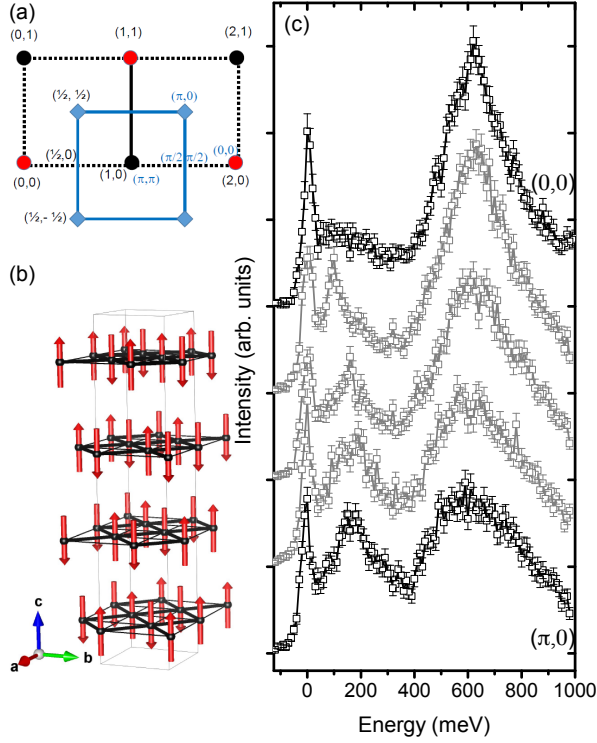 (a)
(0,1)
(1,1)
(2,1)
(½, ½)
(π,0)
(½,0)
(π/2,π/2)
(0,0)
(0,0)
(1,0)
(π,π)
(2,0)
(½,- ½)
(b)
c
a
b
(c)
(0,0)
(π,0)
Intensity (arb. units)
0 200 400 600 800 1000
Energy (meV)